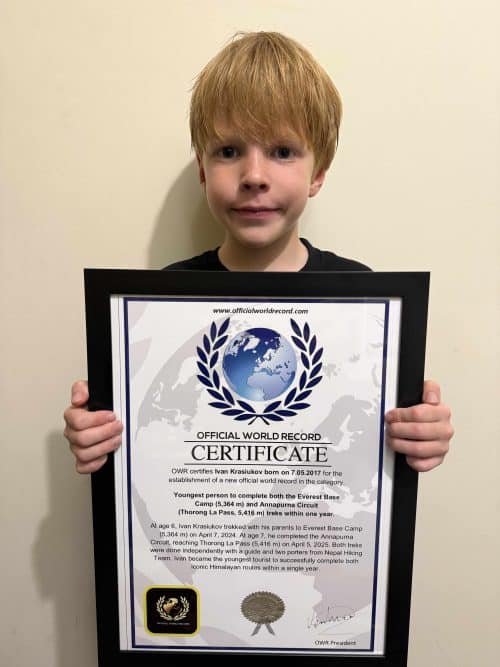 www.officialworldrecord.com
OFFICIAL WORLD RECORD
CERTIFICATE
OWR certifies Ivan Krasiukov born on 7.05.2017 for the
establishment of a new official world record in the category.
Youngest person to complete both the Everest Base
Camp (5,364 m) and Annapurna Circuit
(Thorong La Pass, 5,416 m) treks within one year.
At age 6, Ivan Krasiukov trekked with his parents to Everest Base Camp
(5,364 m) on April 7, 2024. At age 7, he completed the Annapurna
Circuit, reaching Thorong La Pass (5,416 m) on April 5, 2025. Both treks
were done independently with a guide and two porters from Nepal Hiking
Team. Ivan became the youngest tourist to successfully complete both
iconic Himalayan routes within a single year.
OWR President